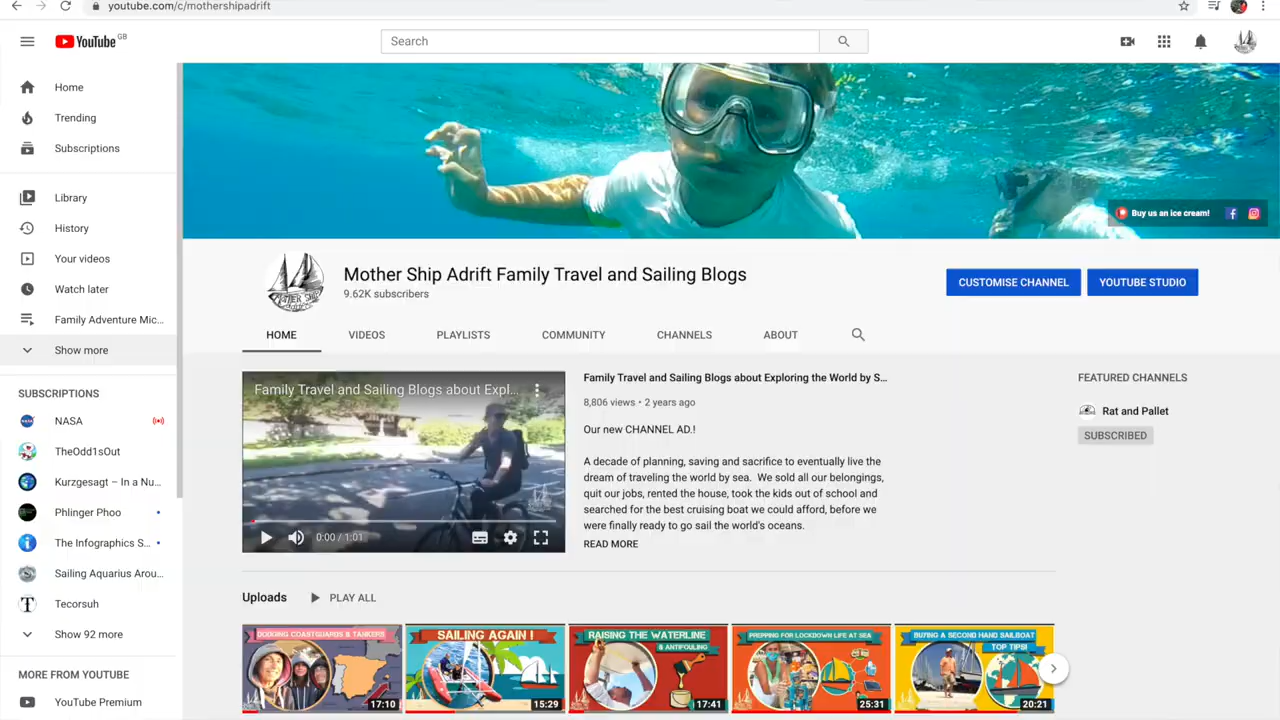 youtube.com/c/mothershipadrift
YouTube GB
Search
Home
Trending
Subscriptions
Library
History
Your videos
Watch later
Family Adventure Mic...
Show more
SUBSCRIPTIONS
NASA
TheOdd1sOut
Kurzgesagt – In a Nu...
Phlinger Phoo
The Infographics S...
Sailing Aquarius Arou...
Tecorsuh
Show 92 more
MORE FROM YOUTUBE
YouTube Premium
Buy us an ice cream!
MOTHER SHIP
Mother Ship Adrift Family Travel and Sailing Blogs
9.62K subscribers
CUSTOMISE CHANNEL
YOUTUBE STUDIO
HOME VIDEOS PLAYLISTS COMMUNITY CHANNELS ABOUT
Family Travel and Sailing Blogs about Expl...
0:00 / 1:01
Family Travel and Sailing Blogs about Exploring the World by S...
8,806 views • 2 years ago
Our new CHANNEL AD.!
A decade of planning, saving and sacrifice to eventually live the
dream of traveling the world by sea. We sold all our belongings,
quit our jobs, rented the house, took the kids out of school and
searched for the best cruising boat we could afford, before we
were finally ready to go sail the world's oceans.
READ MORE
FEATURED CHANNELS
Rat and Pallet
SUBSCRIBED
Uploads
PLAY ALL
DODGING COASTGUARDS & TANKERS
17:10
SAILING AGAIN !
15:29
RAISING THE WATERLINE
& ANTIFOULING
17:41
PREPPING FOR LOCKDOWN LIFE AT SEA
25:31
BUYING A SECOND HAND SAILBOAT
TOP TIPS!
20:21